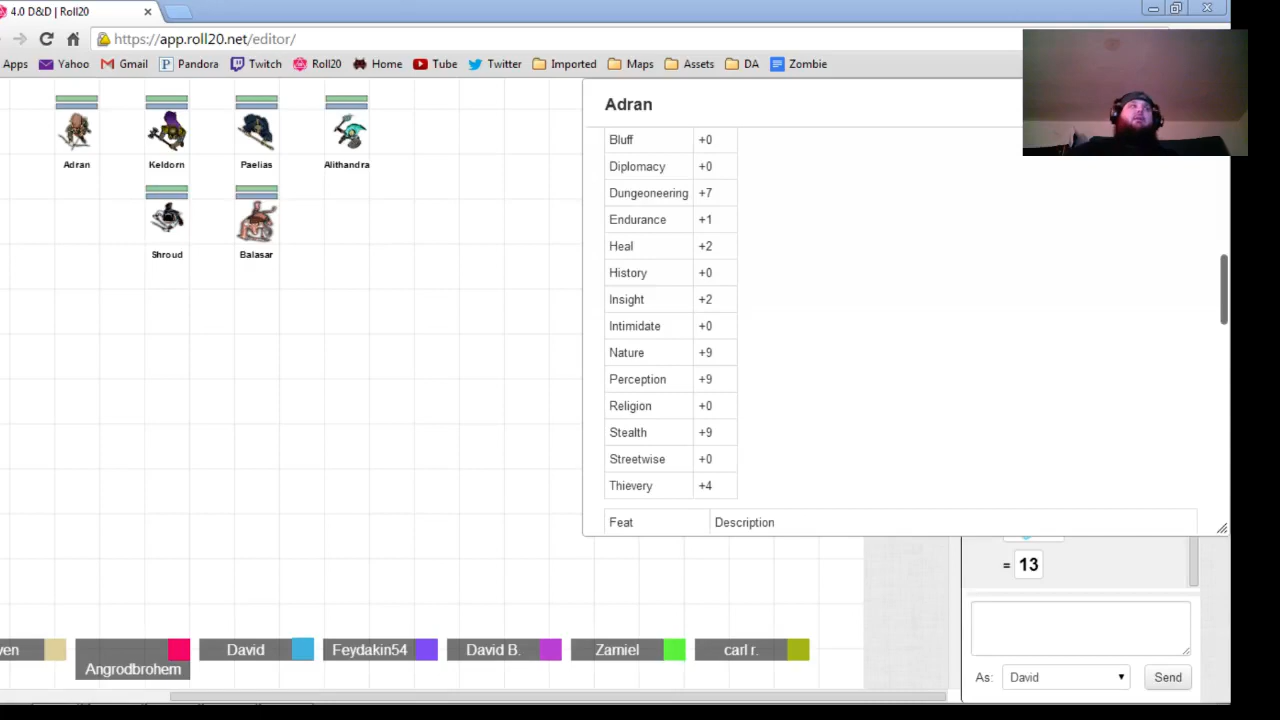 4.0 D&D | Roll20
https://app.roll20.net/editor/
Apps Yahoo Gmail Pandora Twitch Roll20 Home Tube Twitter Imported Maps Assets DA Zombie
Adran Keldorn Paelias Alithandra
Shroud Balasar
Adran
Bluff +0
Diplomacy +0
Dungeoneering +7
Endurance +1
Heal +2
History +0
Insight +2
Intimidate +0
Nature +9
Perception +9
Religion +0
Stealth +9
Streetwise +0
Thievery +4
Feat Description
= 13
ven Angrodbrohem David Feydakin54 David B. Zamiel carl r.
As: David Send